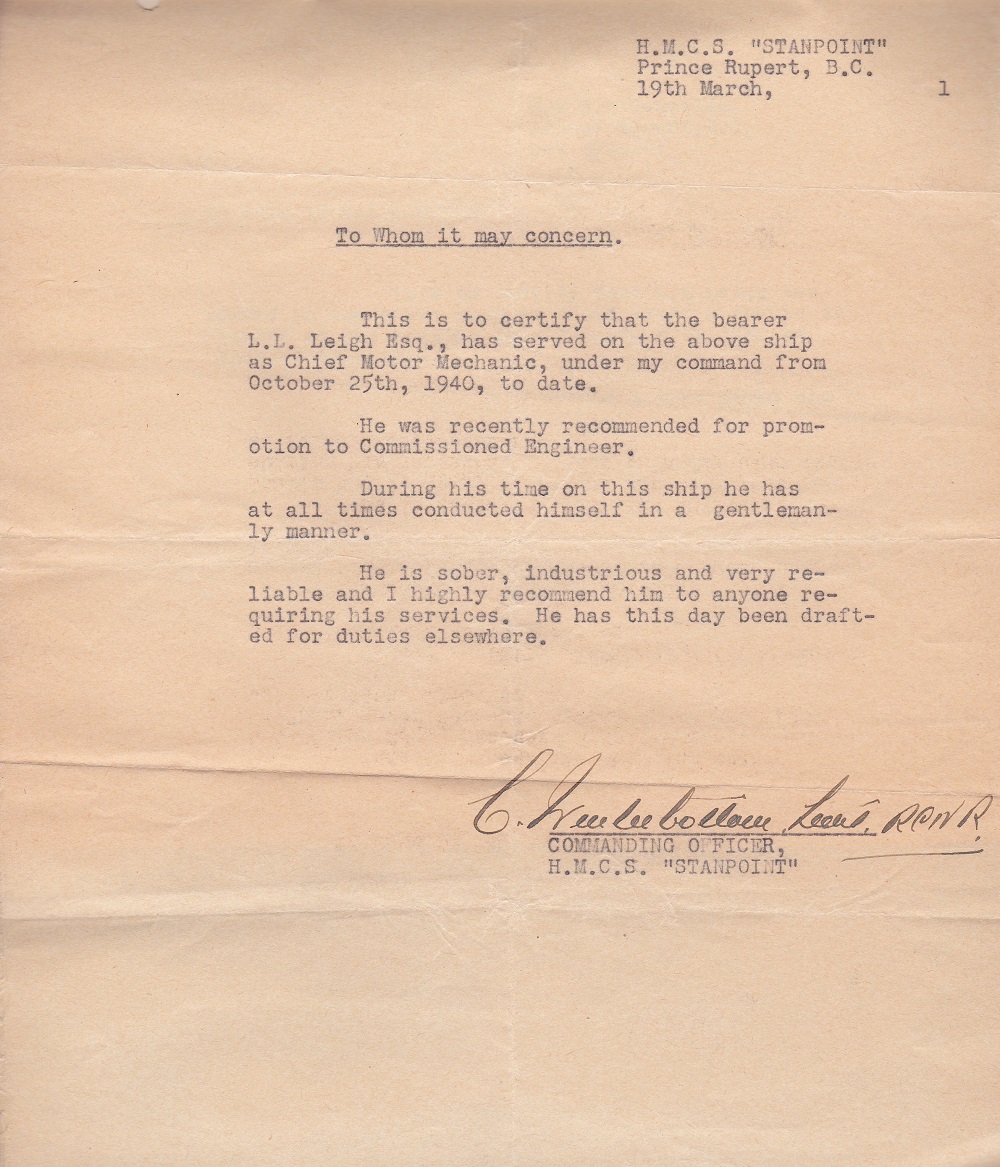 H.M.C.S. "STANPOINT"
Prince Rupert, B.C.
19th March, 1
To Whom it may concern.
This is to certify that the bearer
L.L. Leigh Esq., has served on the above ship
as Chief Motor Mechanic, under my command from
October 25th, 1940, to date.
He was recently recommended for prom-
otion to Commissioned Engineer.
During his time on this ship he has
at all times conducted himself in a gentleman-
ly manner.
He is sober, industrious and very re-
liable and I highly recommend him to anyone re-
quiring his services. He has this day been draft-
ed for duties elsewhere.
C. Winterbottom, Lieut. RCNR.
COMMANDING OFFICER,
H.M.C.S. "STANPOINT"